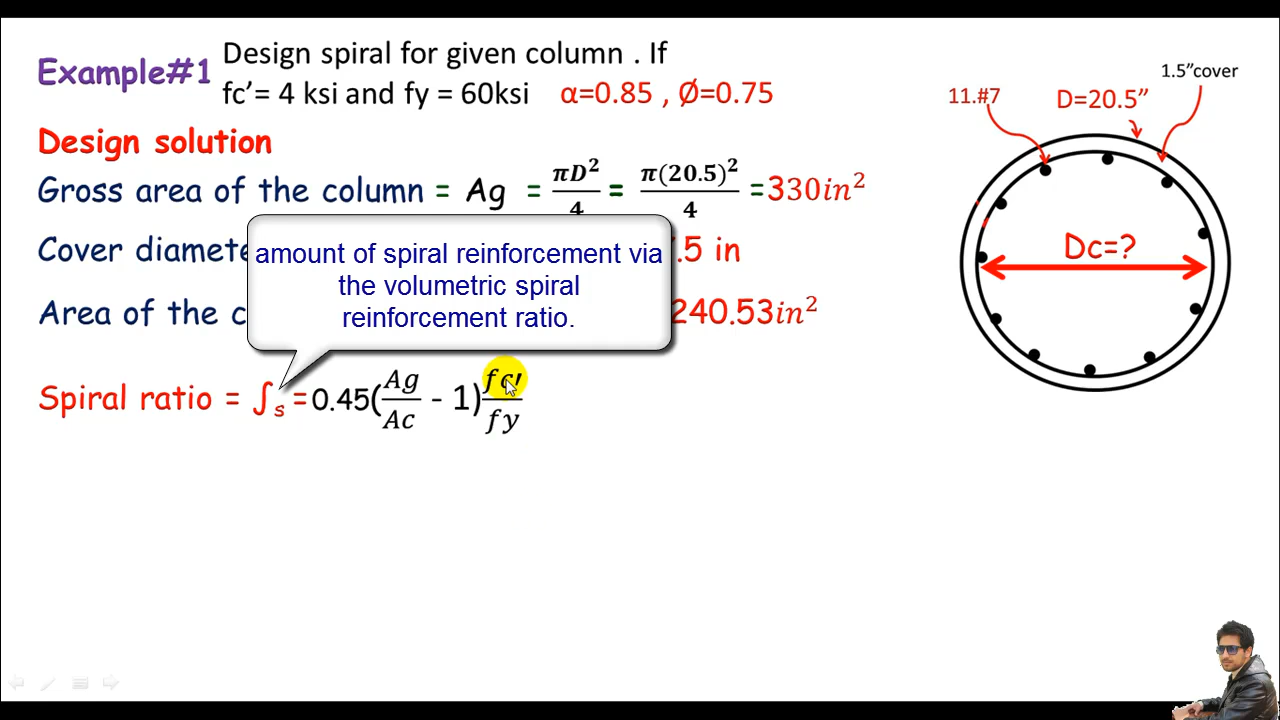 Example#1 Design spiral for given column . If
fc’= 4 ksi and fy = 60ksi α=0.85 , Ø=0.75
1.5”cover
11.#7 D=20.5”
Design solution
Gross area of the column = Ag = πD²/4 = π(20.5)²/4 =330in²
Cover diamete .5 in
Dc=?
amount of spiral reinforcement via
the volumetric spiral
reinforcement ratio.
Area of the c 240.53in²
Spiral ratio = ∫s =0.45(Ag/Ac - 1)fc′/fy